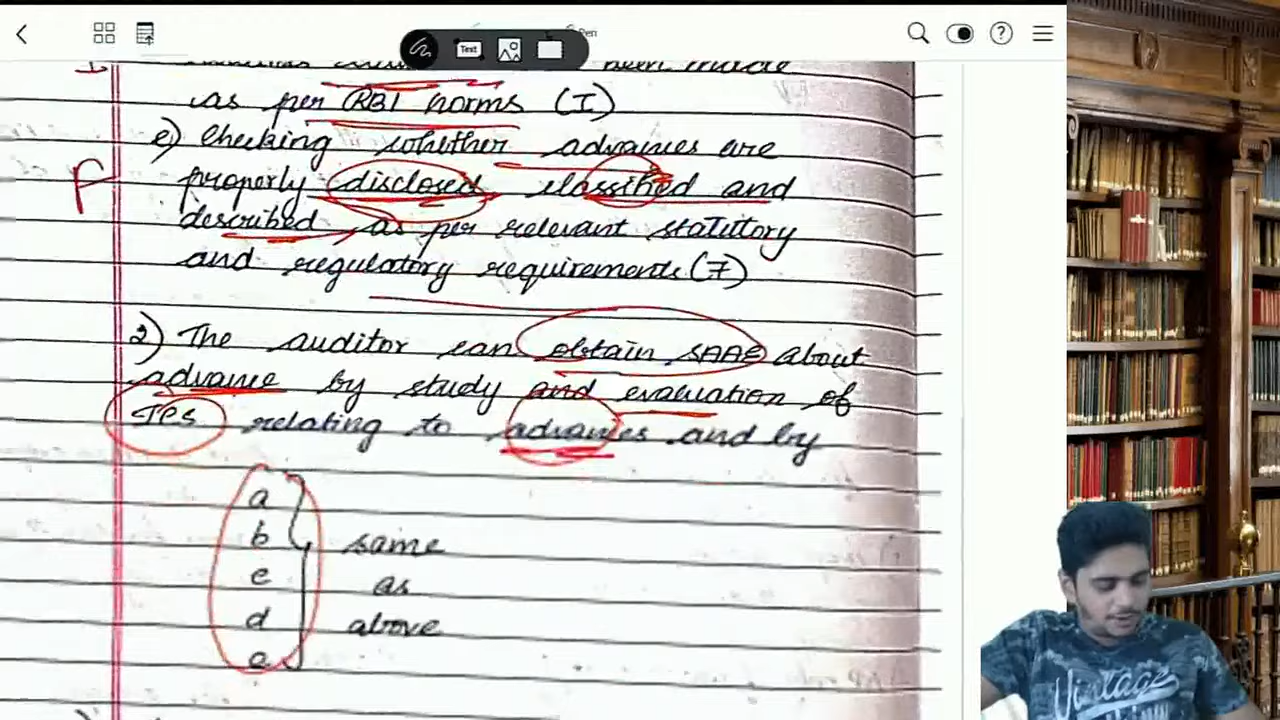 Pen
Text
as per RBI norms (I)
e) Checking whether advances are
F
properly disclosed, classified and
described, as per relevant statutory
and regulatory requirements (7)
2) The auditor can obtain SAAE about
advance by study and evaluation of
ICS relating to advances and by
a
b same
c as
d above
e
Vintage